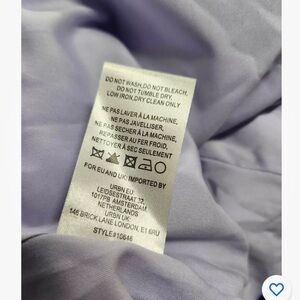 DO NOT WASH,DO NOT BLEACH,
DO NOT TUMBLE DRY,
LOW IRON,DRY CLEAN ONLY
NE PAS LAVER À LA MACHINE,
NE PAS JAVELLISER,
NE PAS SECHER À LA MACHINE,
REPASSER AU FER FROID,
NETTOYER À SEC SEULEMENT
FOR EU AND UK: IMPORTED BY
URBN EU
LEIDSESTRAAT 32,
1017PB AMSTERDAM
NETHERLANDS
URBN UK:
145 BRICK LANE LONDON, E1 6RU
STYLE#10646